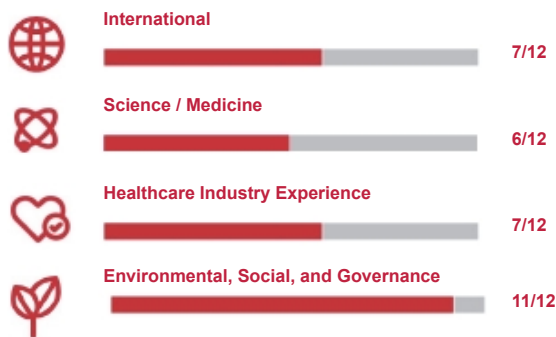 International
7/12
Science / Medicine
6/12
Healthcare Industry Experience
7/12
Environmental, Social, and Governance
11/12